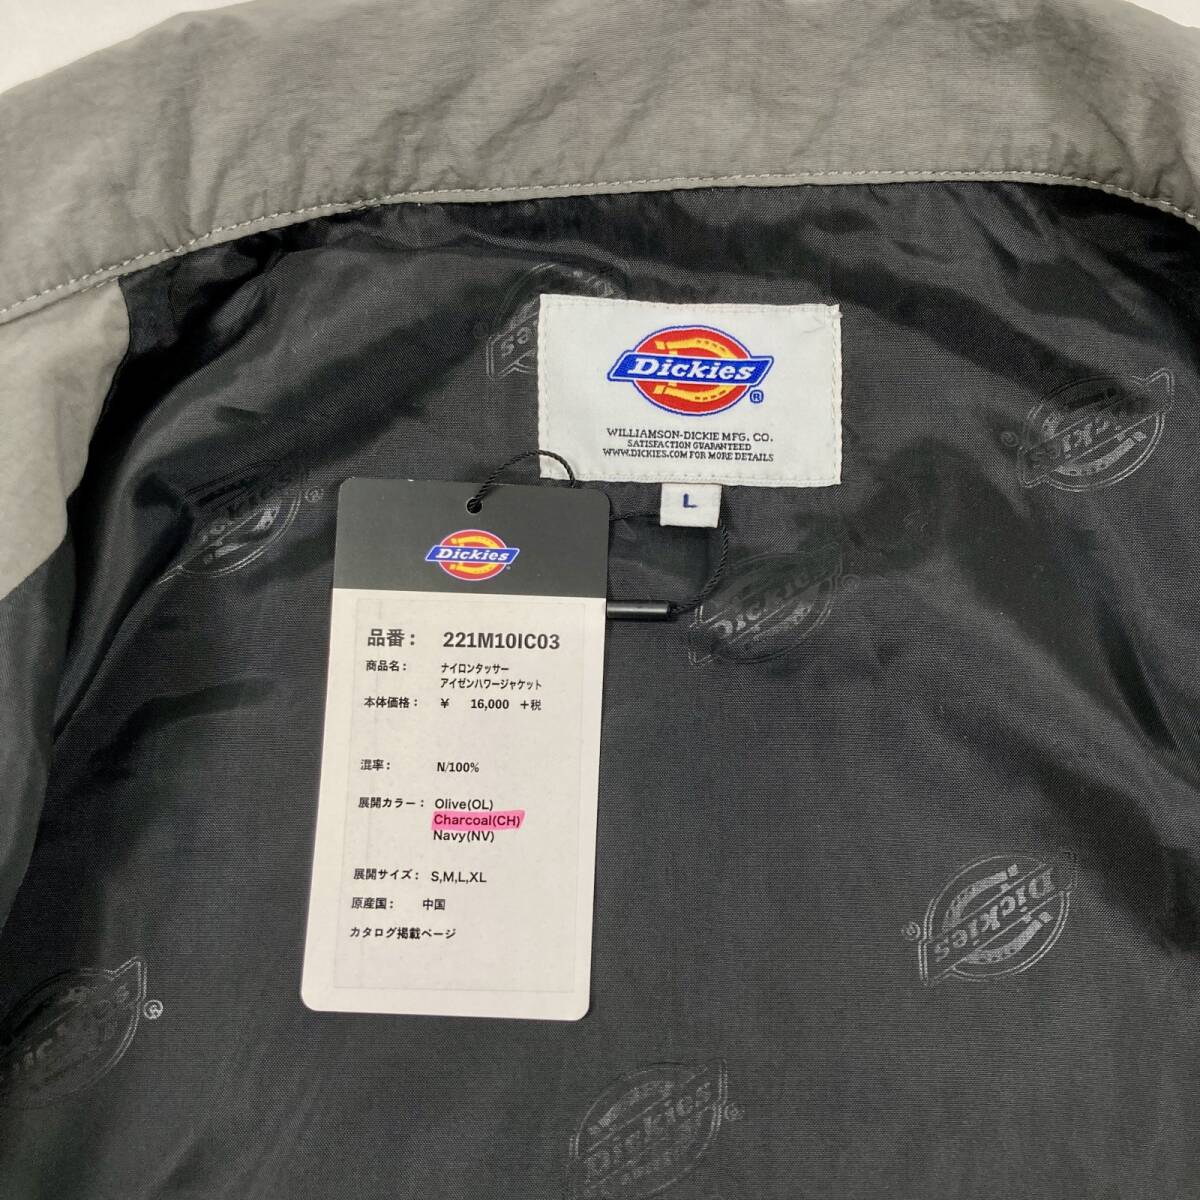 Dickies
®
WILLIAMSON-DICKIE MFG. CO.
SATISFACTION GUARANTEED
WWW.DICKIES.COM FOR MORE DETAILS
L
Dickies
品番： 221M10IC03
商品名： ナイロンタッサー
アイゼンハワージャケット
本体価格： ¥ 16,000 +税
混率： N/100%
展開カラー： Olive(OL)
Charcoal(CH)
Navy(NV)
展開サイズ： S,M,L,XL
原産国： 中国
カタログ掲載ページ
Dickies
Dickies
Dickies
®
Dickies